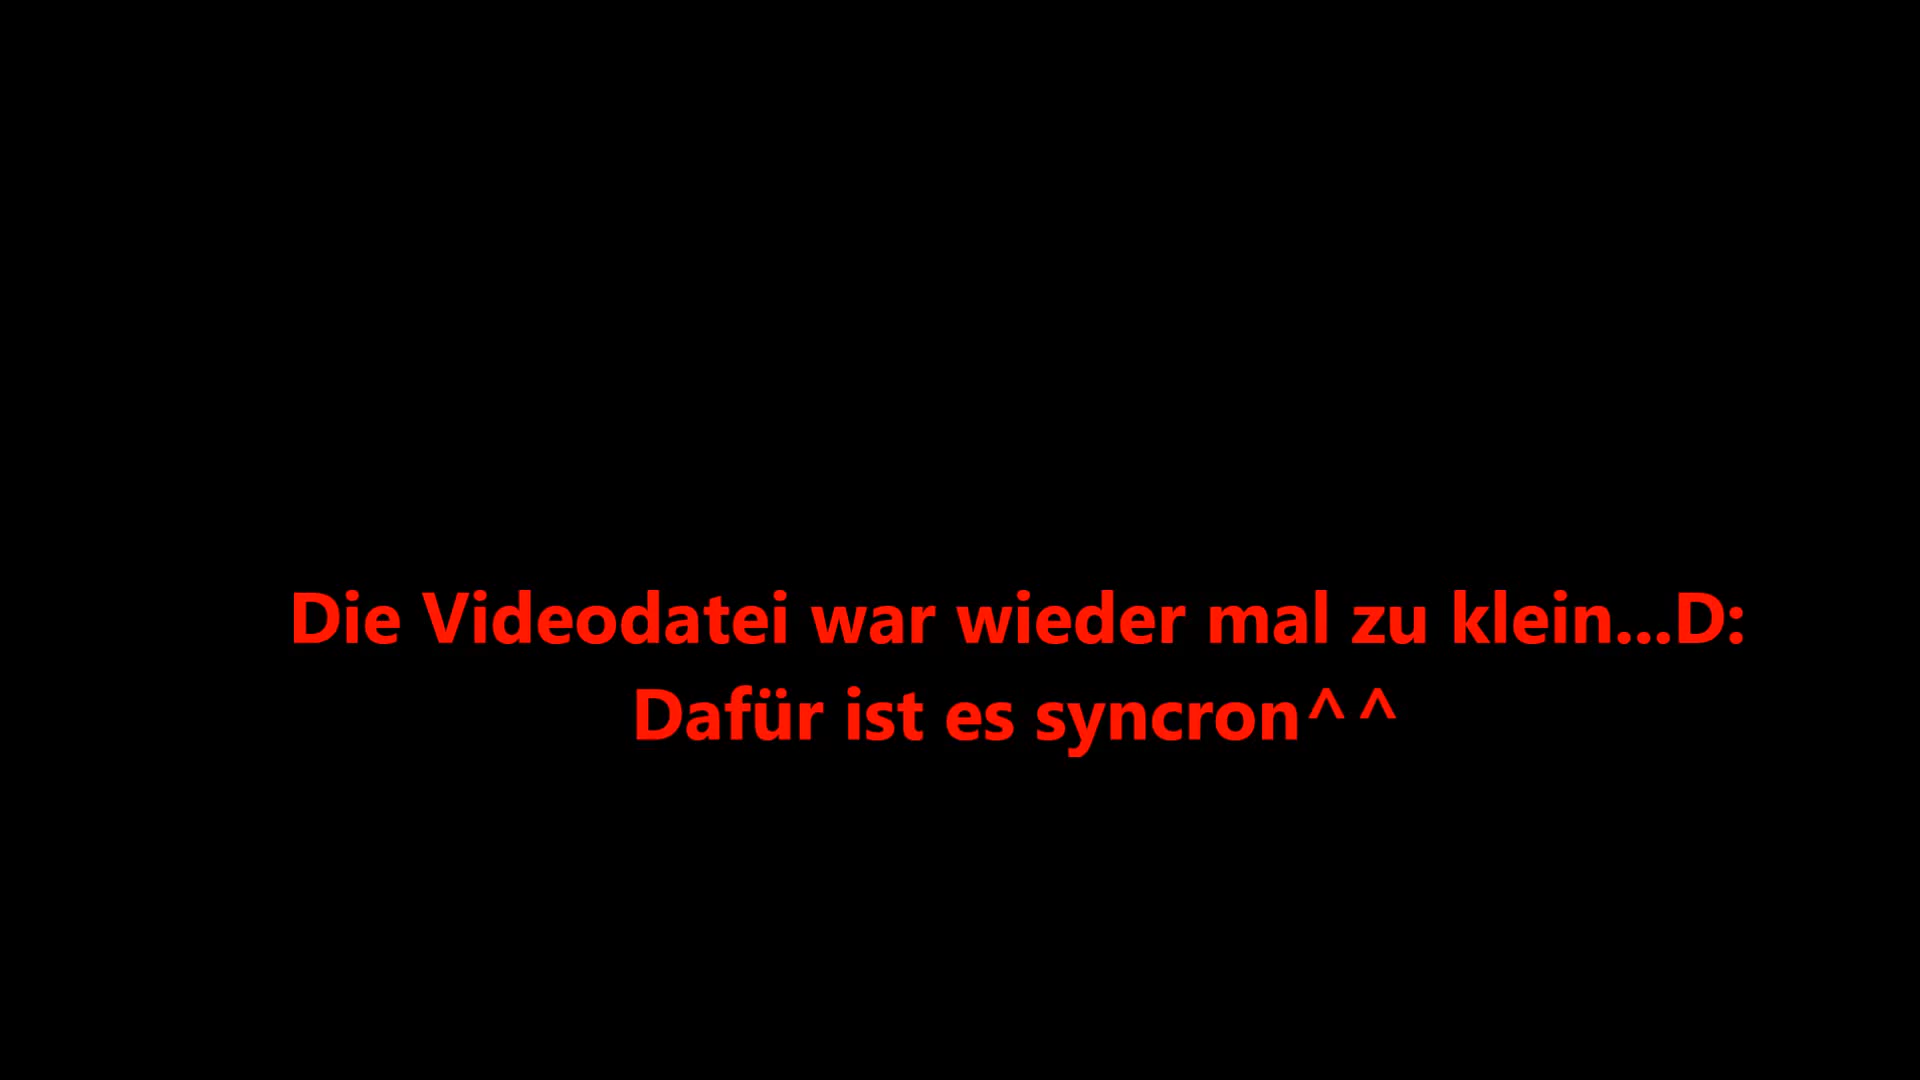 Die Videodatei war wieder mal zu klein...D:
Dafür ist es syncron^^